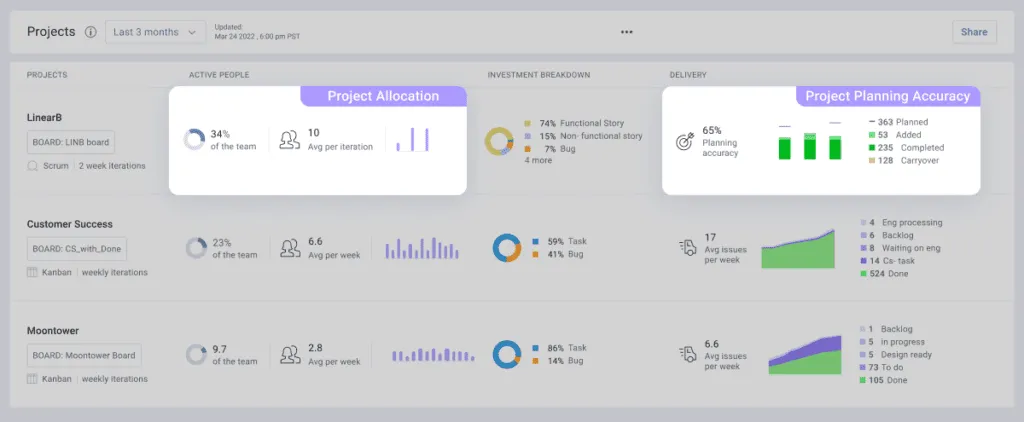 Projects
Last 3 months
Updated:
Mar 24 2022 , 6:00 pm PST
Share
PROJECTS
ACTIVE PEOPLE
INVESTMENT BREAKDOWN
DELIVERY
Project Allocation
Project Planning Accuracy
LinearB
BOARD: LINB board
Scrum | 2 week iterations
34%
of the team
10
Avg per iteration
74% Functional Story
15% Non- functional story
7% Bug
4 more
65%
Planning
accuracy
363 Planned
53 Added
235 Completed
128 Carryover
Customer Success
BOARD: CS_with_Done
Kanban | weekly iterations
23%
of the team
6.6
Avg per week
59% Task
41% Bug
17
Avg issues
per week
4 Eng processing
6 Backlog
8 Waiting on eng
14 Cs- task
524 Done
Moontower
BOARD: Moontower Board
Kanban | weekly iterations
9.7
of the team
2.8
Avg per week
86% Task
14% Bug
6.6
Avg issues
per week
1 Backlog
5 in progress
5 Design ready
73 To do
105 Done